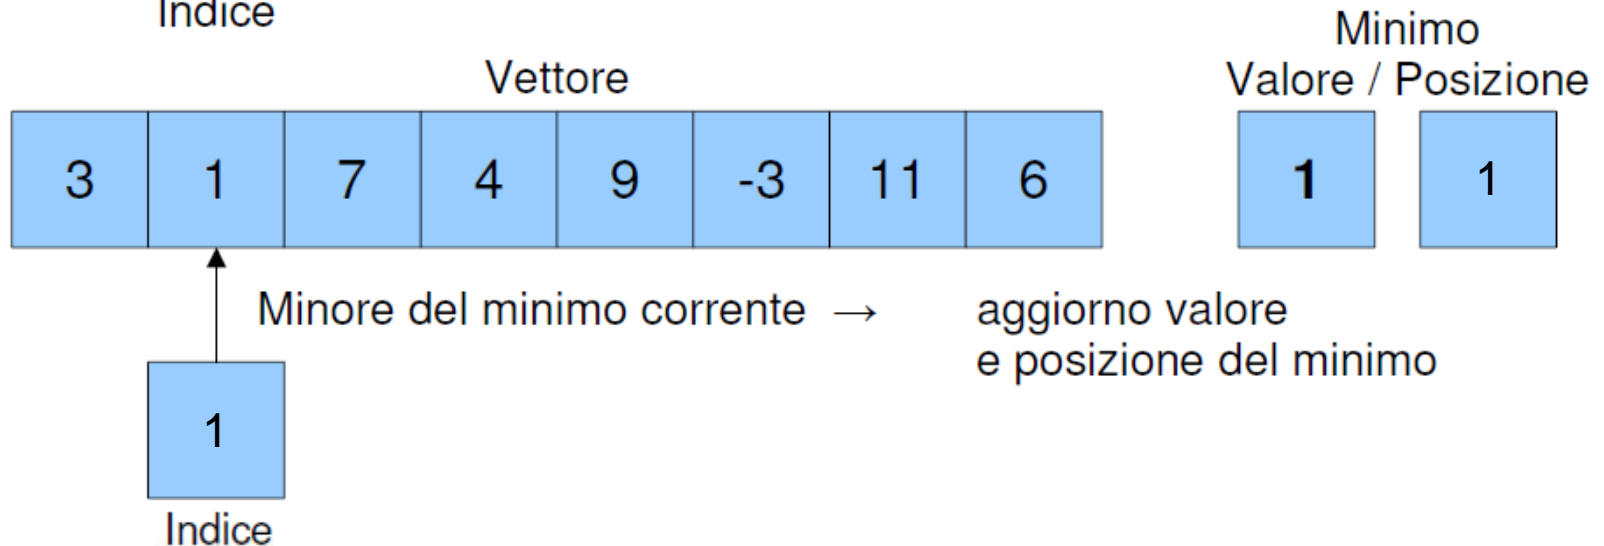 Indice
Minimo
Vettore
Valore / Posizione
3 1 7 4 9 -3 11 6
1 1
Minore del minimo corrente → aggiorno valore
e posizione del minimo
1
Indice